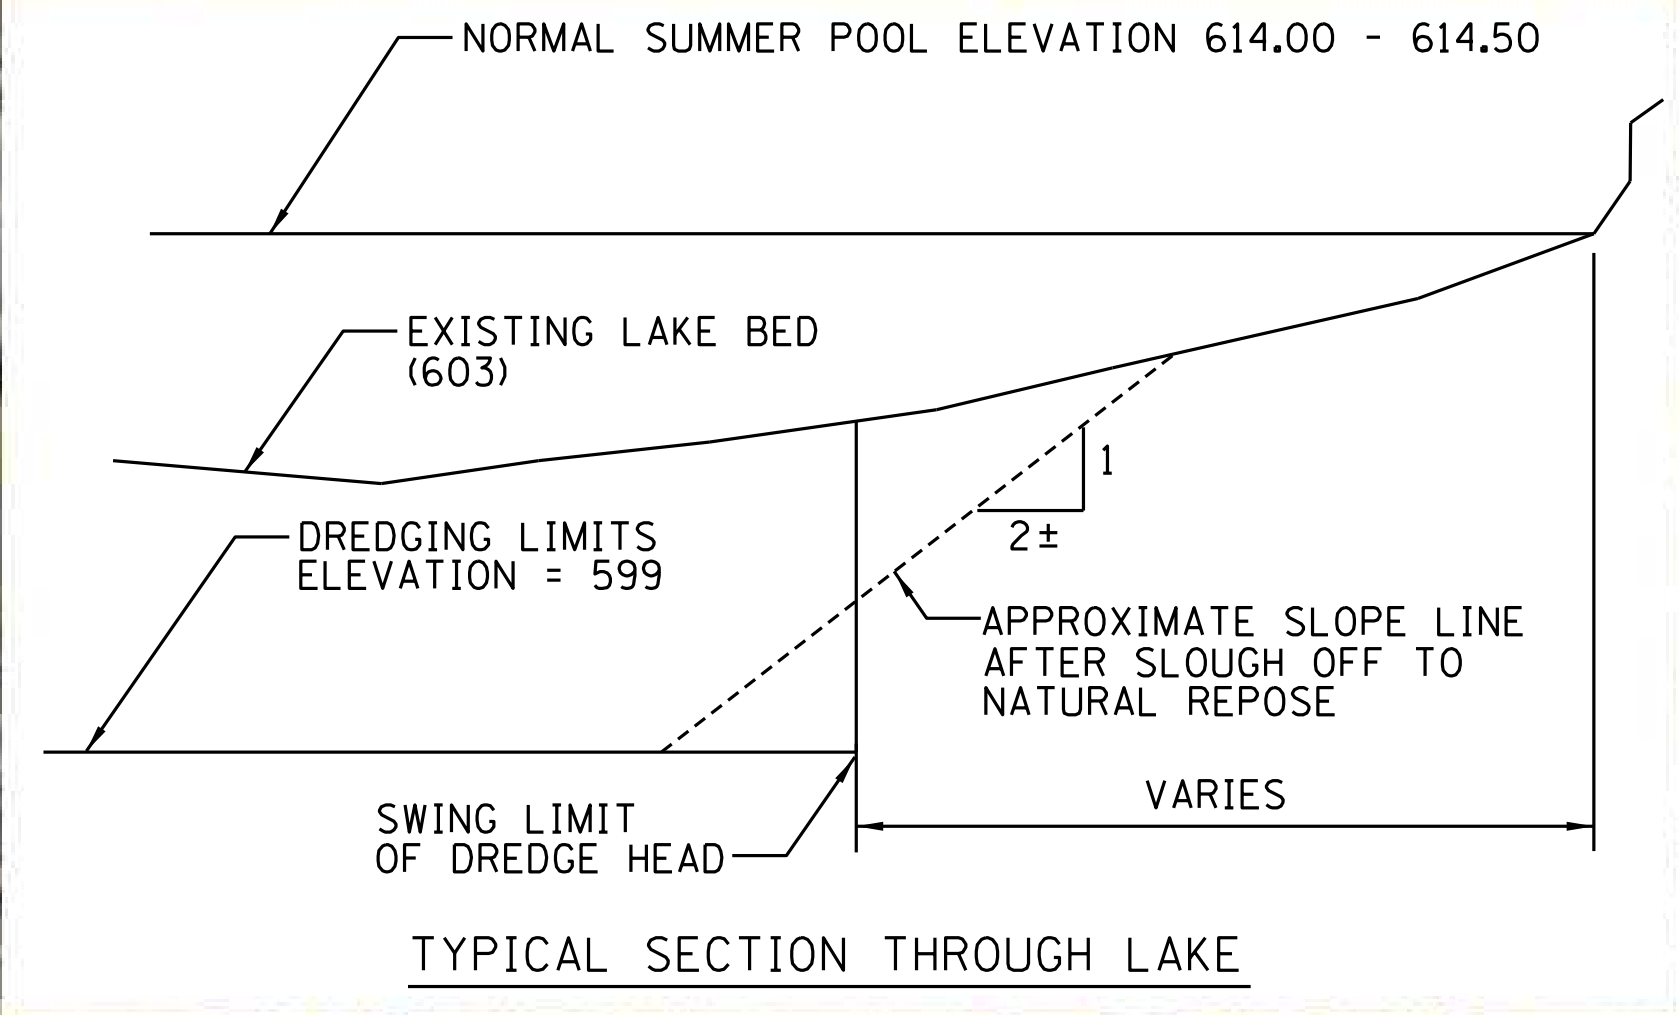 NORMAL SUMMER POOL ELEVATION 614.00 - 614.50
EXISTING LAKE BED
(603)
1
2±
DREDGING LIMITS
ELEVATION = 599
APPROXIMATE SLOPE LINE
AFTER SLOUGH OFF TO
NATURAL REPOSE
VARIES
SWING LIMIT
OF DREDGE HEAD
TYPICAL SECTION THROUGH LAKE